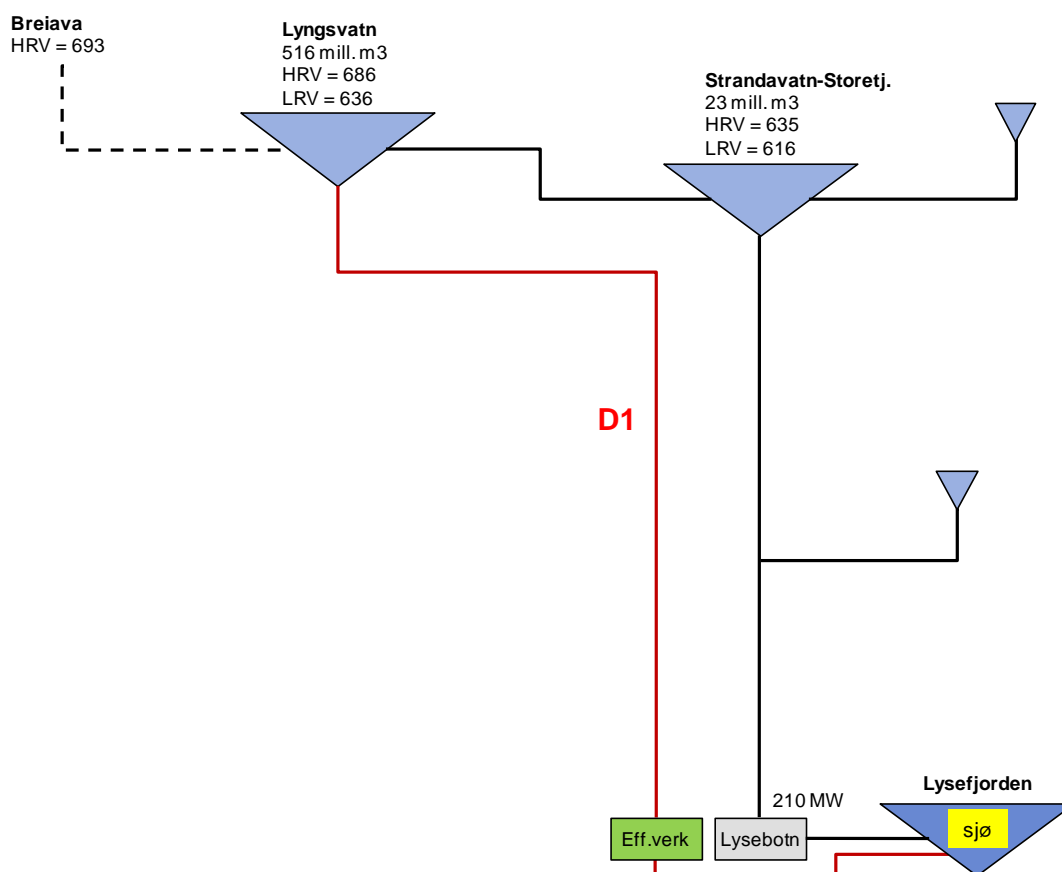 Breiava
HRV = 693
Lyngsvatn
516 mill. m3
HRV = 686
LRV = 636
Strandavatn-Storetj.
23 mill. m3
HRV = 635
LRV = 616
D1
Lysefjorden
210 MW
sjø
Eff.verk
Lysebotn